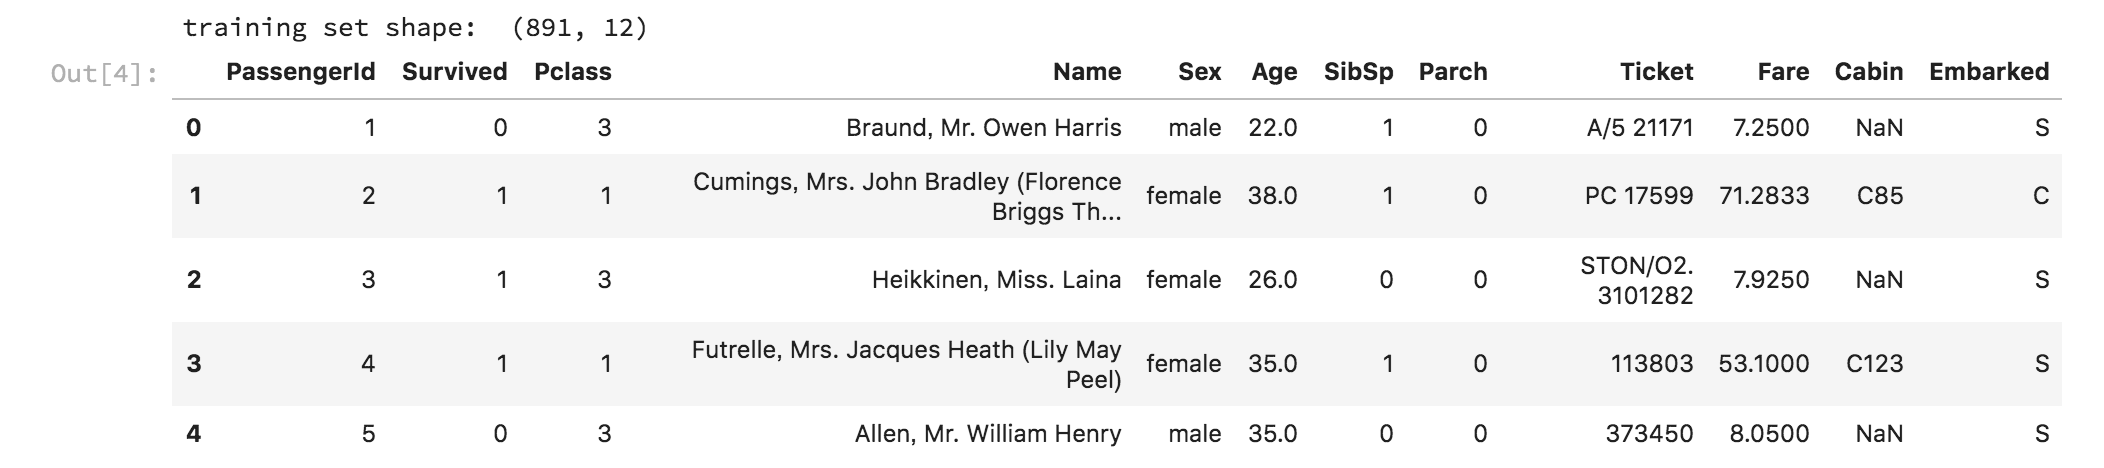 training set shape:  (891, 12)
Out[4]: PassengerId Survived Pclass Name Sex Age SibSp Parch Ticket Fare Cabin Embarked
0 1 0 3 Braund, Mr. Owen Harris male 22.0 1 0 A/5 21171 7.2500 NaN S
1 2 1 1 Cumings, Mrs. John Bradley (Florence Briggs Th... female 38.0 1 0 PC 17599 71.2833 C85 C
2 3 1 3 Heikkinen, Miss. Laina female 26.0 0 0 STON/O2. 3101282 7.9250 NaN S
3 4 1 1 Futrelle, Mrs. Jacques Heath (Lily May Peel) female 35.0 1 0 113803 53.1000 C123 S
4 5 0 3 Allen, Mr. William Henry male 35.0 0 0 373450 8.0500 NaN S